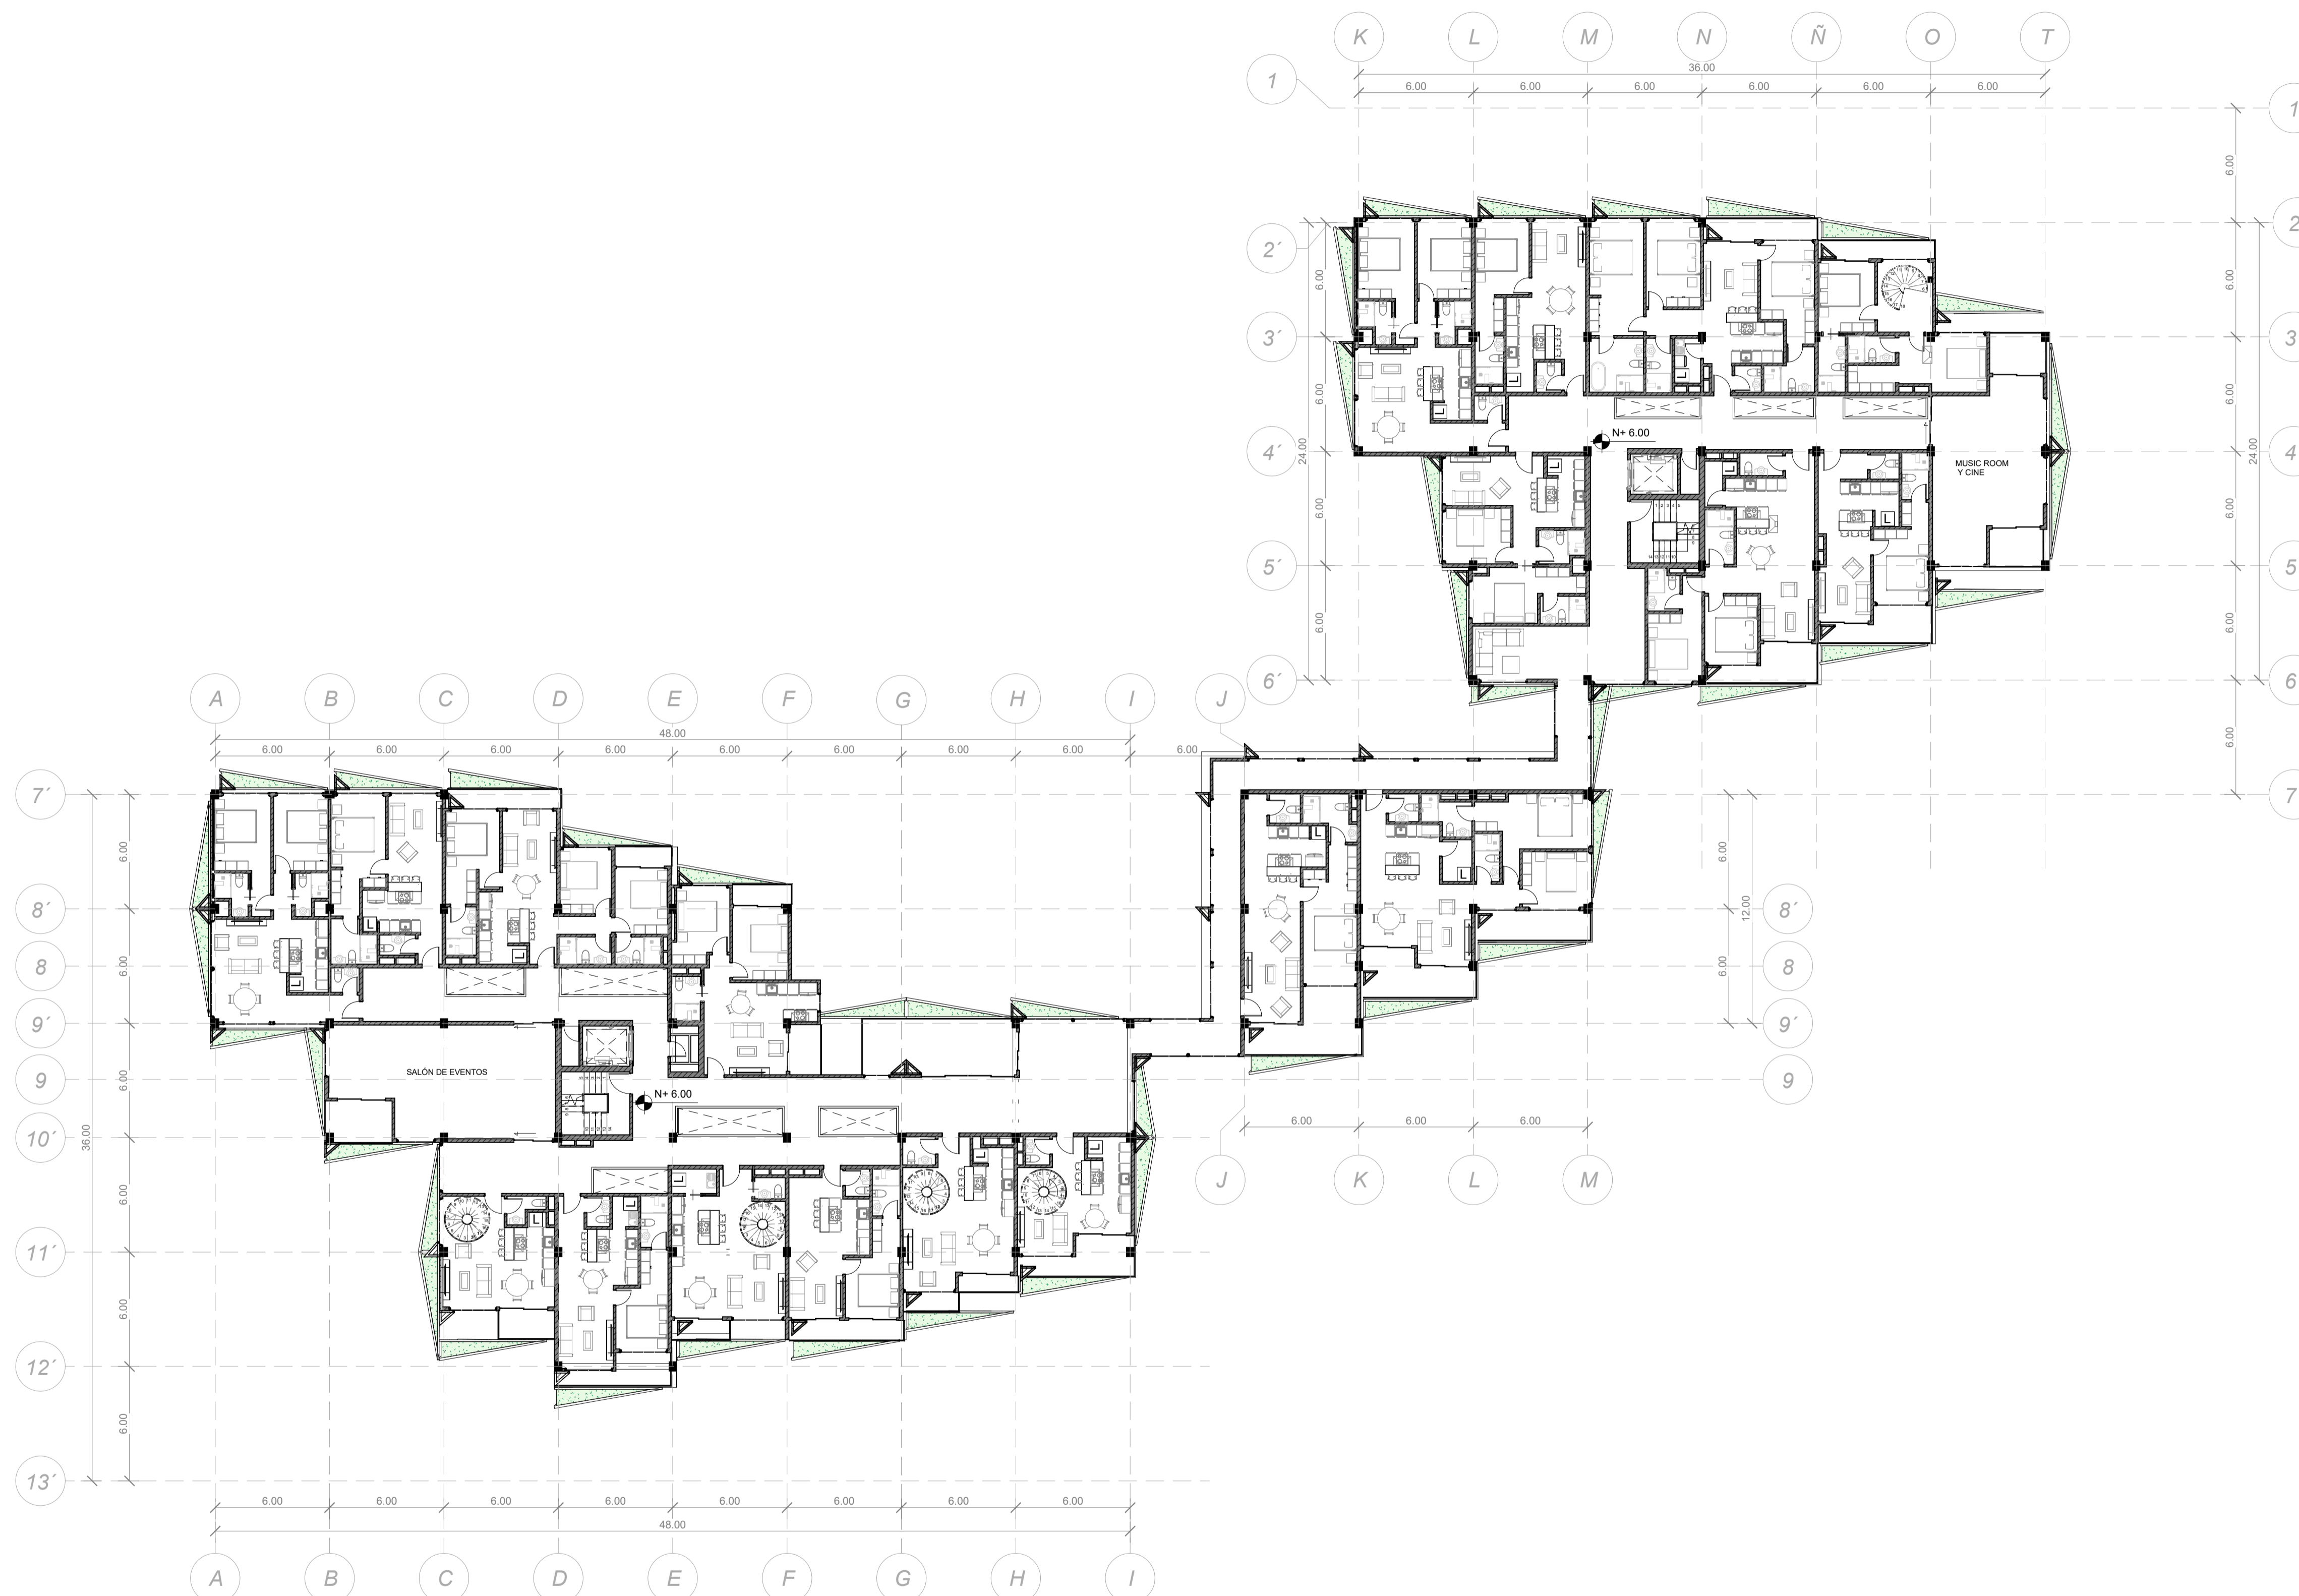 K L M N Ñ O T
36.00
6.00 6.00 6.00 6.00 6.00 6.00
1 1
6.00
2
2´
6.00 6.00
3´ 3
6.00 6.00
N+ 6.00
4´ 4
24.00 24.00
MUSIC ROOM
Y CINE
6.00 6.00
5´ 5
6.00 6.00
6´ 6
A B C D E F G H I J
6.00
48.00
6.00 6.00 6.00 6.00 6.00 6.00 6.00 6.00 6.00
7´ 7
6.00 6.00
8´ 12.00 8´
8 8
6.00 6.00
9´ 9´
SALÓN DE EVENTOS
9 9
6.00
N+ 6.00
6.00 6.00 6.00
10´
36.00
J K L M
6.00
11´
6.00
12´
6.00
13´
6.00 6.00 6.00 6.00 6.00 6.00 6.00 6.00
48.00
A B C D E F G H I